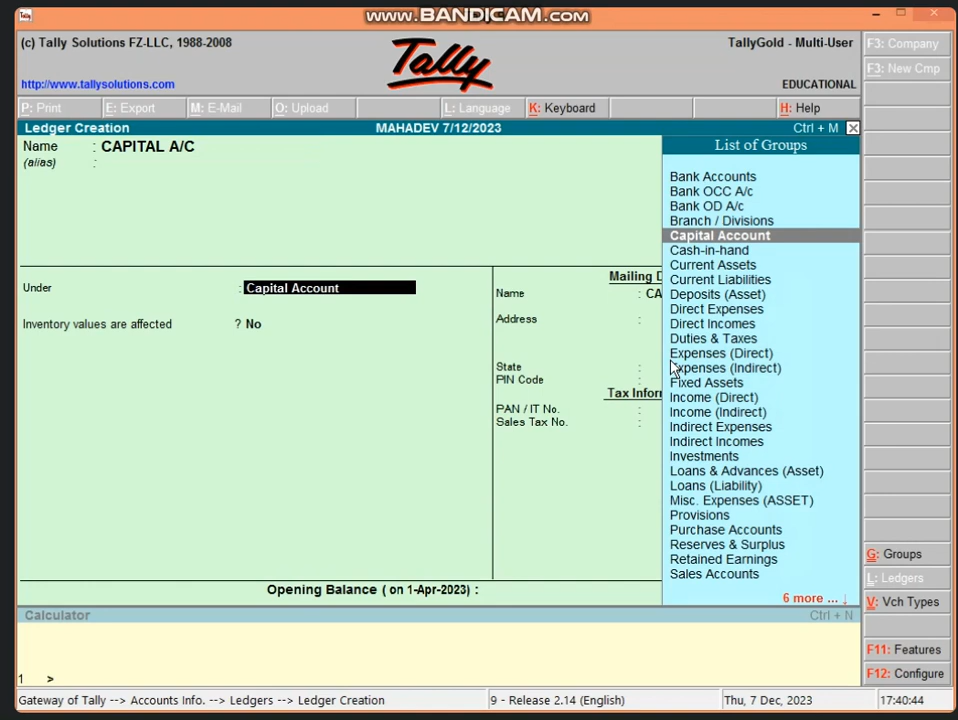 www.BANDICAM.com
(c) Tally Solutions FZ-LLC, 1988-2008
Tally
TallyGold - Multi-User
http://www.tallysolutions.com
EDUCATIONAL
P: Print
E: Export
M: E-Mail
O: Upload
L: Language
K: Keyboard
H: Help
F3: Company
F3: New Cmp
Ledger Creation
MAHADEV 7/12/2023
Ctrl + M
Name : CAPITAL A/C
(alias) :
Under : Capital Account
Inventory values are affected ? No
Mailing D
Name : CA
Address :
State :
PIN Code :
Tax Infor
PAN / IT No. :
Sales Tax No. :
Opening Balance ( on 1-Apr-2023) :
List of Groups
Bank Accounts
Bank OCC A/c
Bank OD A/c
Branch / Divisions
Capital Account
Cash-in-hand
Current Assets
Current Liabilities
Deposits (Asset)
Direct Expenses
Direct Incomes
Duties & Taxes
Expenses (Direct)
Expenses (Indirect)
Fixed Assets
Income (Direct)
Income (Indirect)
Indirect Expenses
Indirect Incomes
Investments
Loans & Advances (Asset)
Loans (Liability)
Misc. Expenses (ASSET)
Provisions
Purchase Accounts
Reserves & Surplus
Retained Earnings
Sales Accounts
6 more ... ↓
G: Groups
L: Ledgers
V: Vch Types
F11: Features
F12: Configure
Calculator
Ctrl + N
1 >
Gateway of Tally --> Accounts Info. --> Ledgers --> Ledger Creation
9 - Release 2.14 (English)
Thu, 7 Dec, 2023
17:40:44